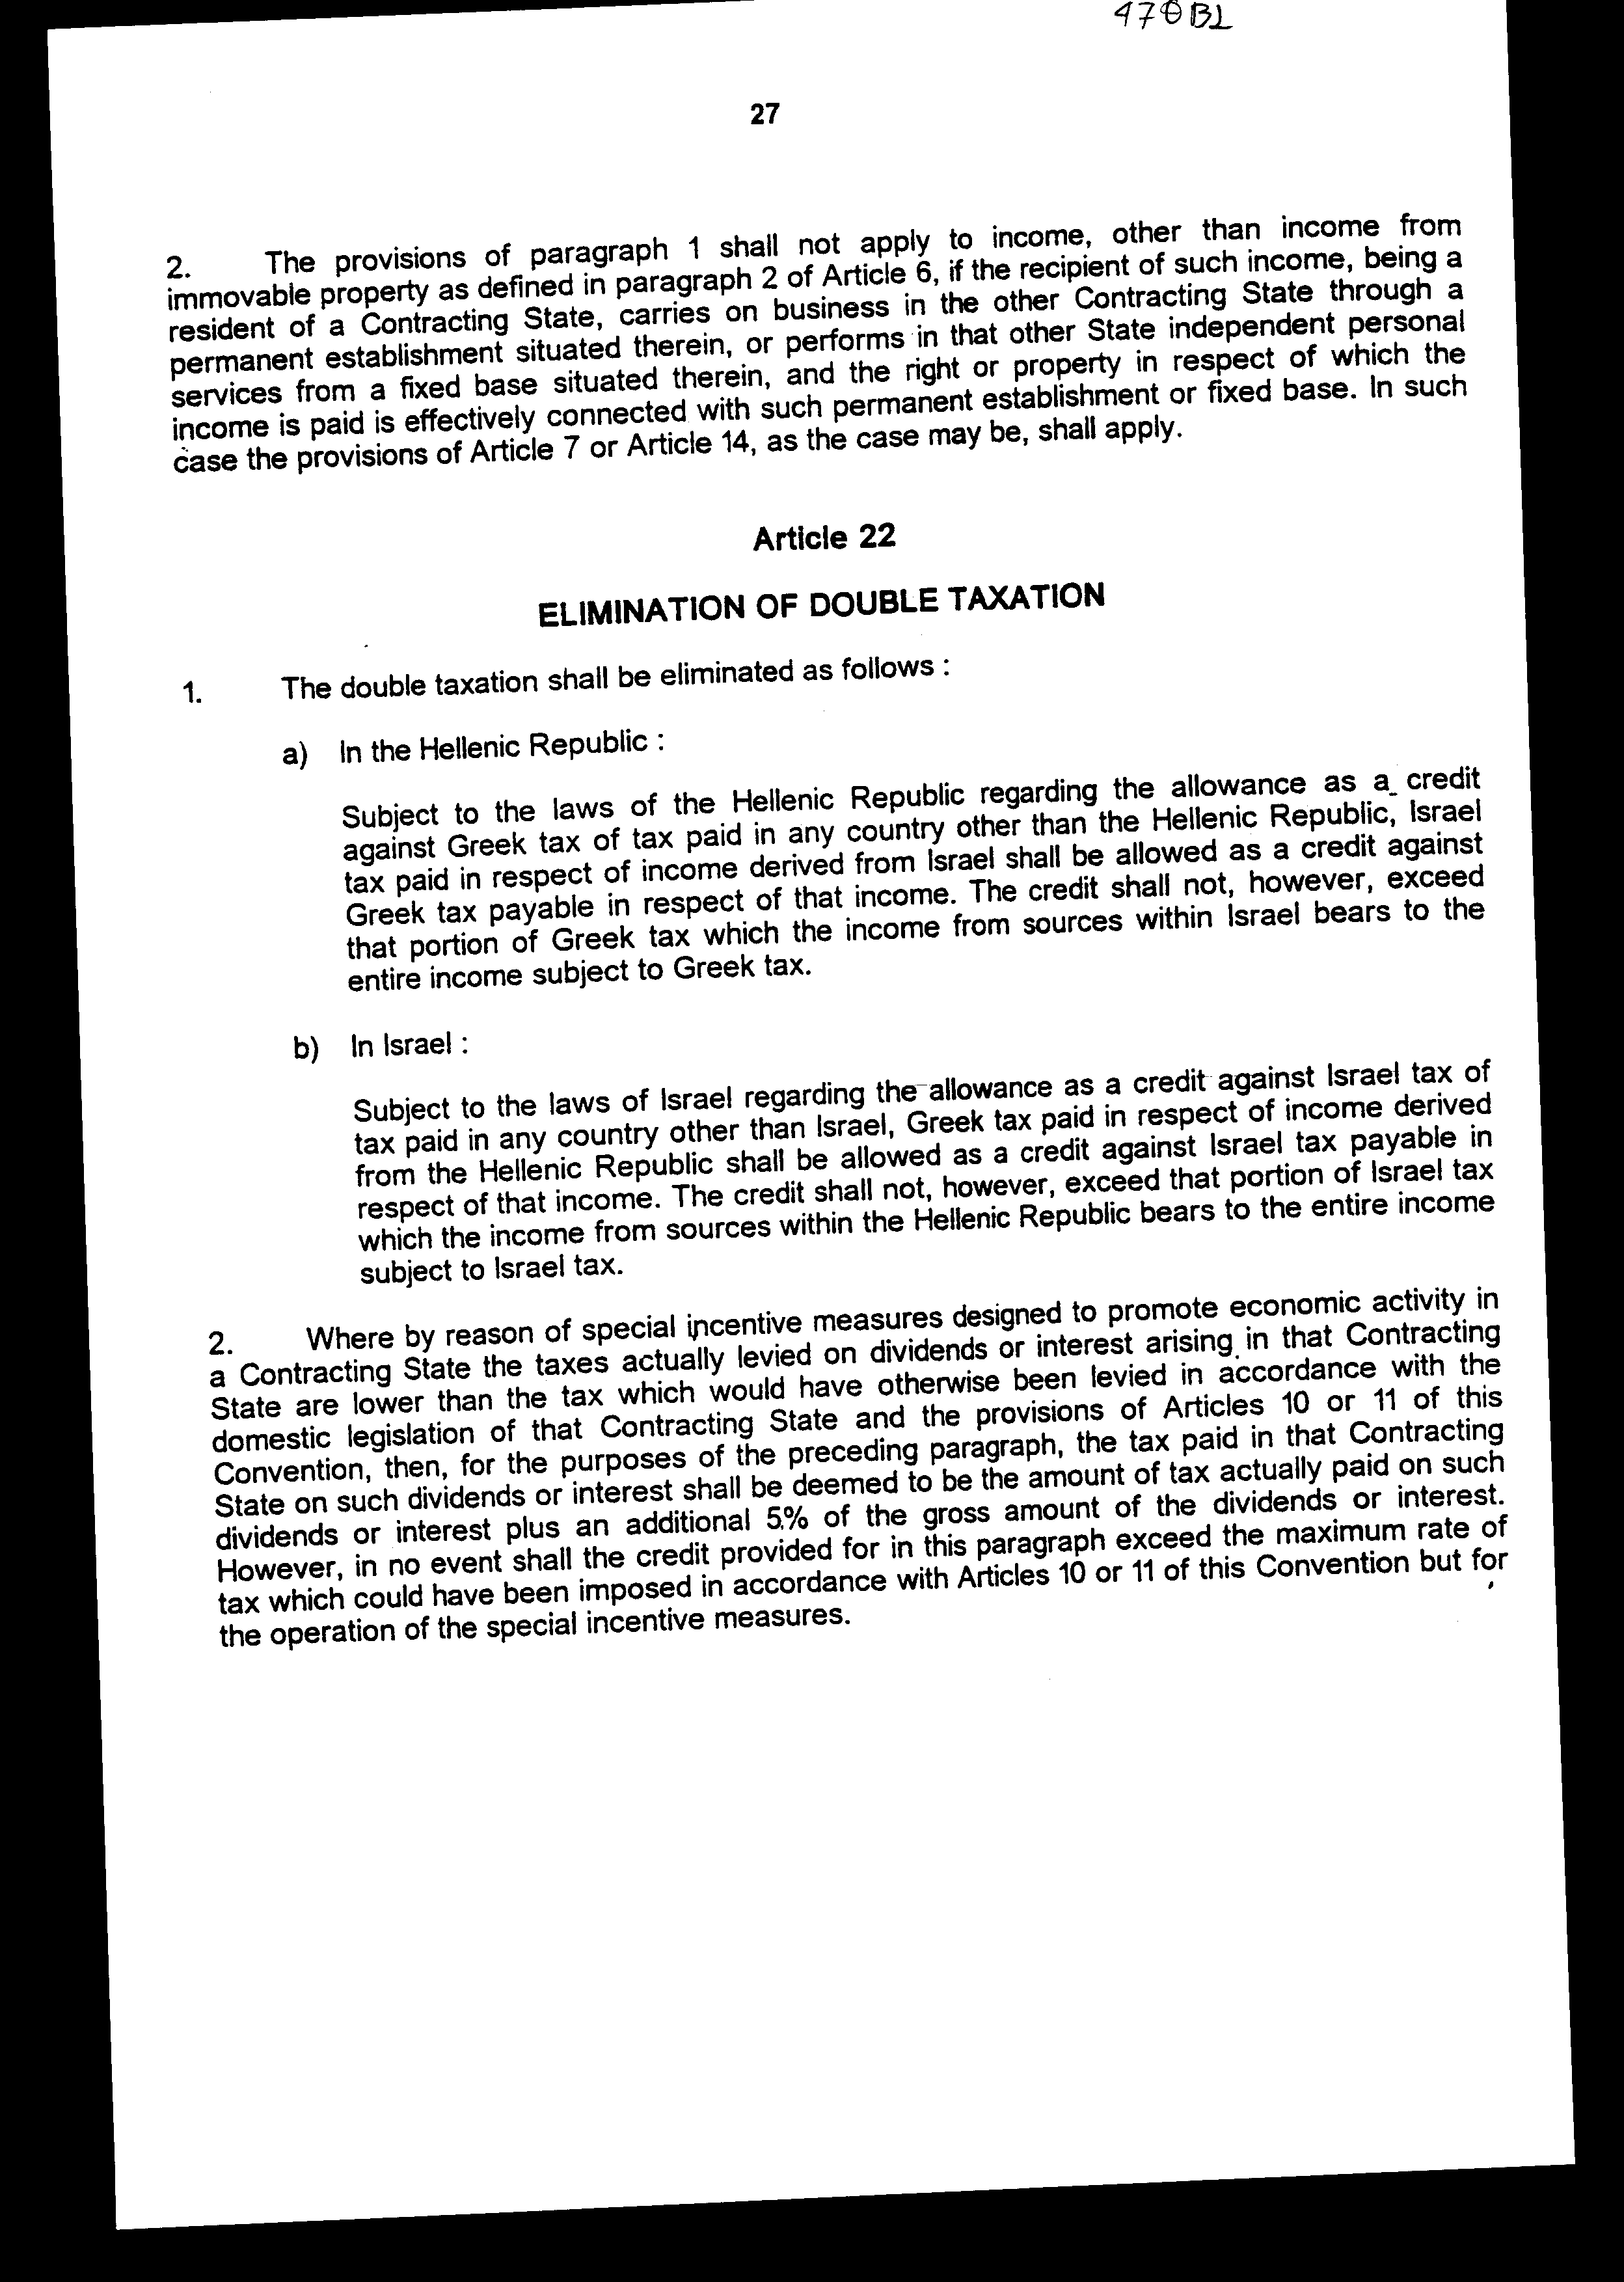 27
2. The provisions of paragraph 1 shall not apply to income, other than income from
immovable property as defined in paragraph 2 of Article 6, if the recipient of such income, being a
resident of a Contracting State, carries on business in the other Contracting State through a
permanent establishment situated therein, or performs in that other State independent personal
services from a fixed base situated therein, and the right or property in respect of which the
income is paid is effectively connected with such permanent establishment or fixed base. In such
case the provisions of Article 7 or Article 14, as the case may be, shall apply.
Article 22
ELIMINATION OF DOUBLE TAXATION
1. The double taxation shall be eliminated as follows :
a) In the Hellenic Republic :
Subject to the laws of the Hellenic Republic regarding the allowance as a credit
against Greek tax of tax paid in any country other than the Hellenic Republic, Israel
tax paid in respect of income derived from Israel shall be allowed as a credit against
Greek tax payable in respect of that income. The credit shall not, however, exceed
that portion of Greek tax which the income from sources within Israel bears to the
entire income subject to Greek tax.
b) In Israel :
Subject to the laws of Israel regarding the allowance as a credit against Israel tax of
tax paid in any country other than Israel, Greek tax paid in respect of income derived
from the Hellenic Republic shall be allowed as a credit against Israel tax payable in
respect of that income. The credit shall not, however, exceed that portion of Israel tax
which the income from sources within the Hellenic Republic bears to the entire income
subject to Israel tax.
2. Where by reason of special incentive measures designed to promote economic activity in
a Contracting State the taxes actually levied on dividends or interest arising in that Contracting
State are lower than the tax which would have otherwise been levied in accordance with the
domestic legislation of that Contracting State and the provisions of Articles 10 or 11 of this
Convention, then, for the purposes of the preceding paragraph, the tax paid in that Contracting
State on such dividends or interest shall be deemed to be the amount of tax actually paid on such
dividends or interest plus an additional 5% of the gross amount of the dividends or interest.
However, in no event shall the credit provided for in this paragraph exceed the maximum rate of
tax which could have been imposed in accordance with Articles 10 or 11 of this Convention but for
the operation of the special incentive measures.